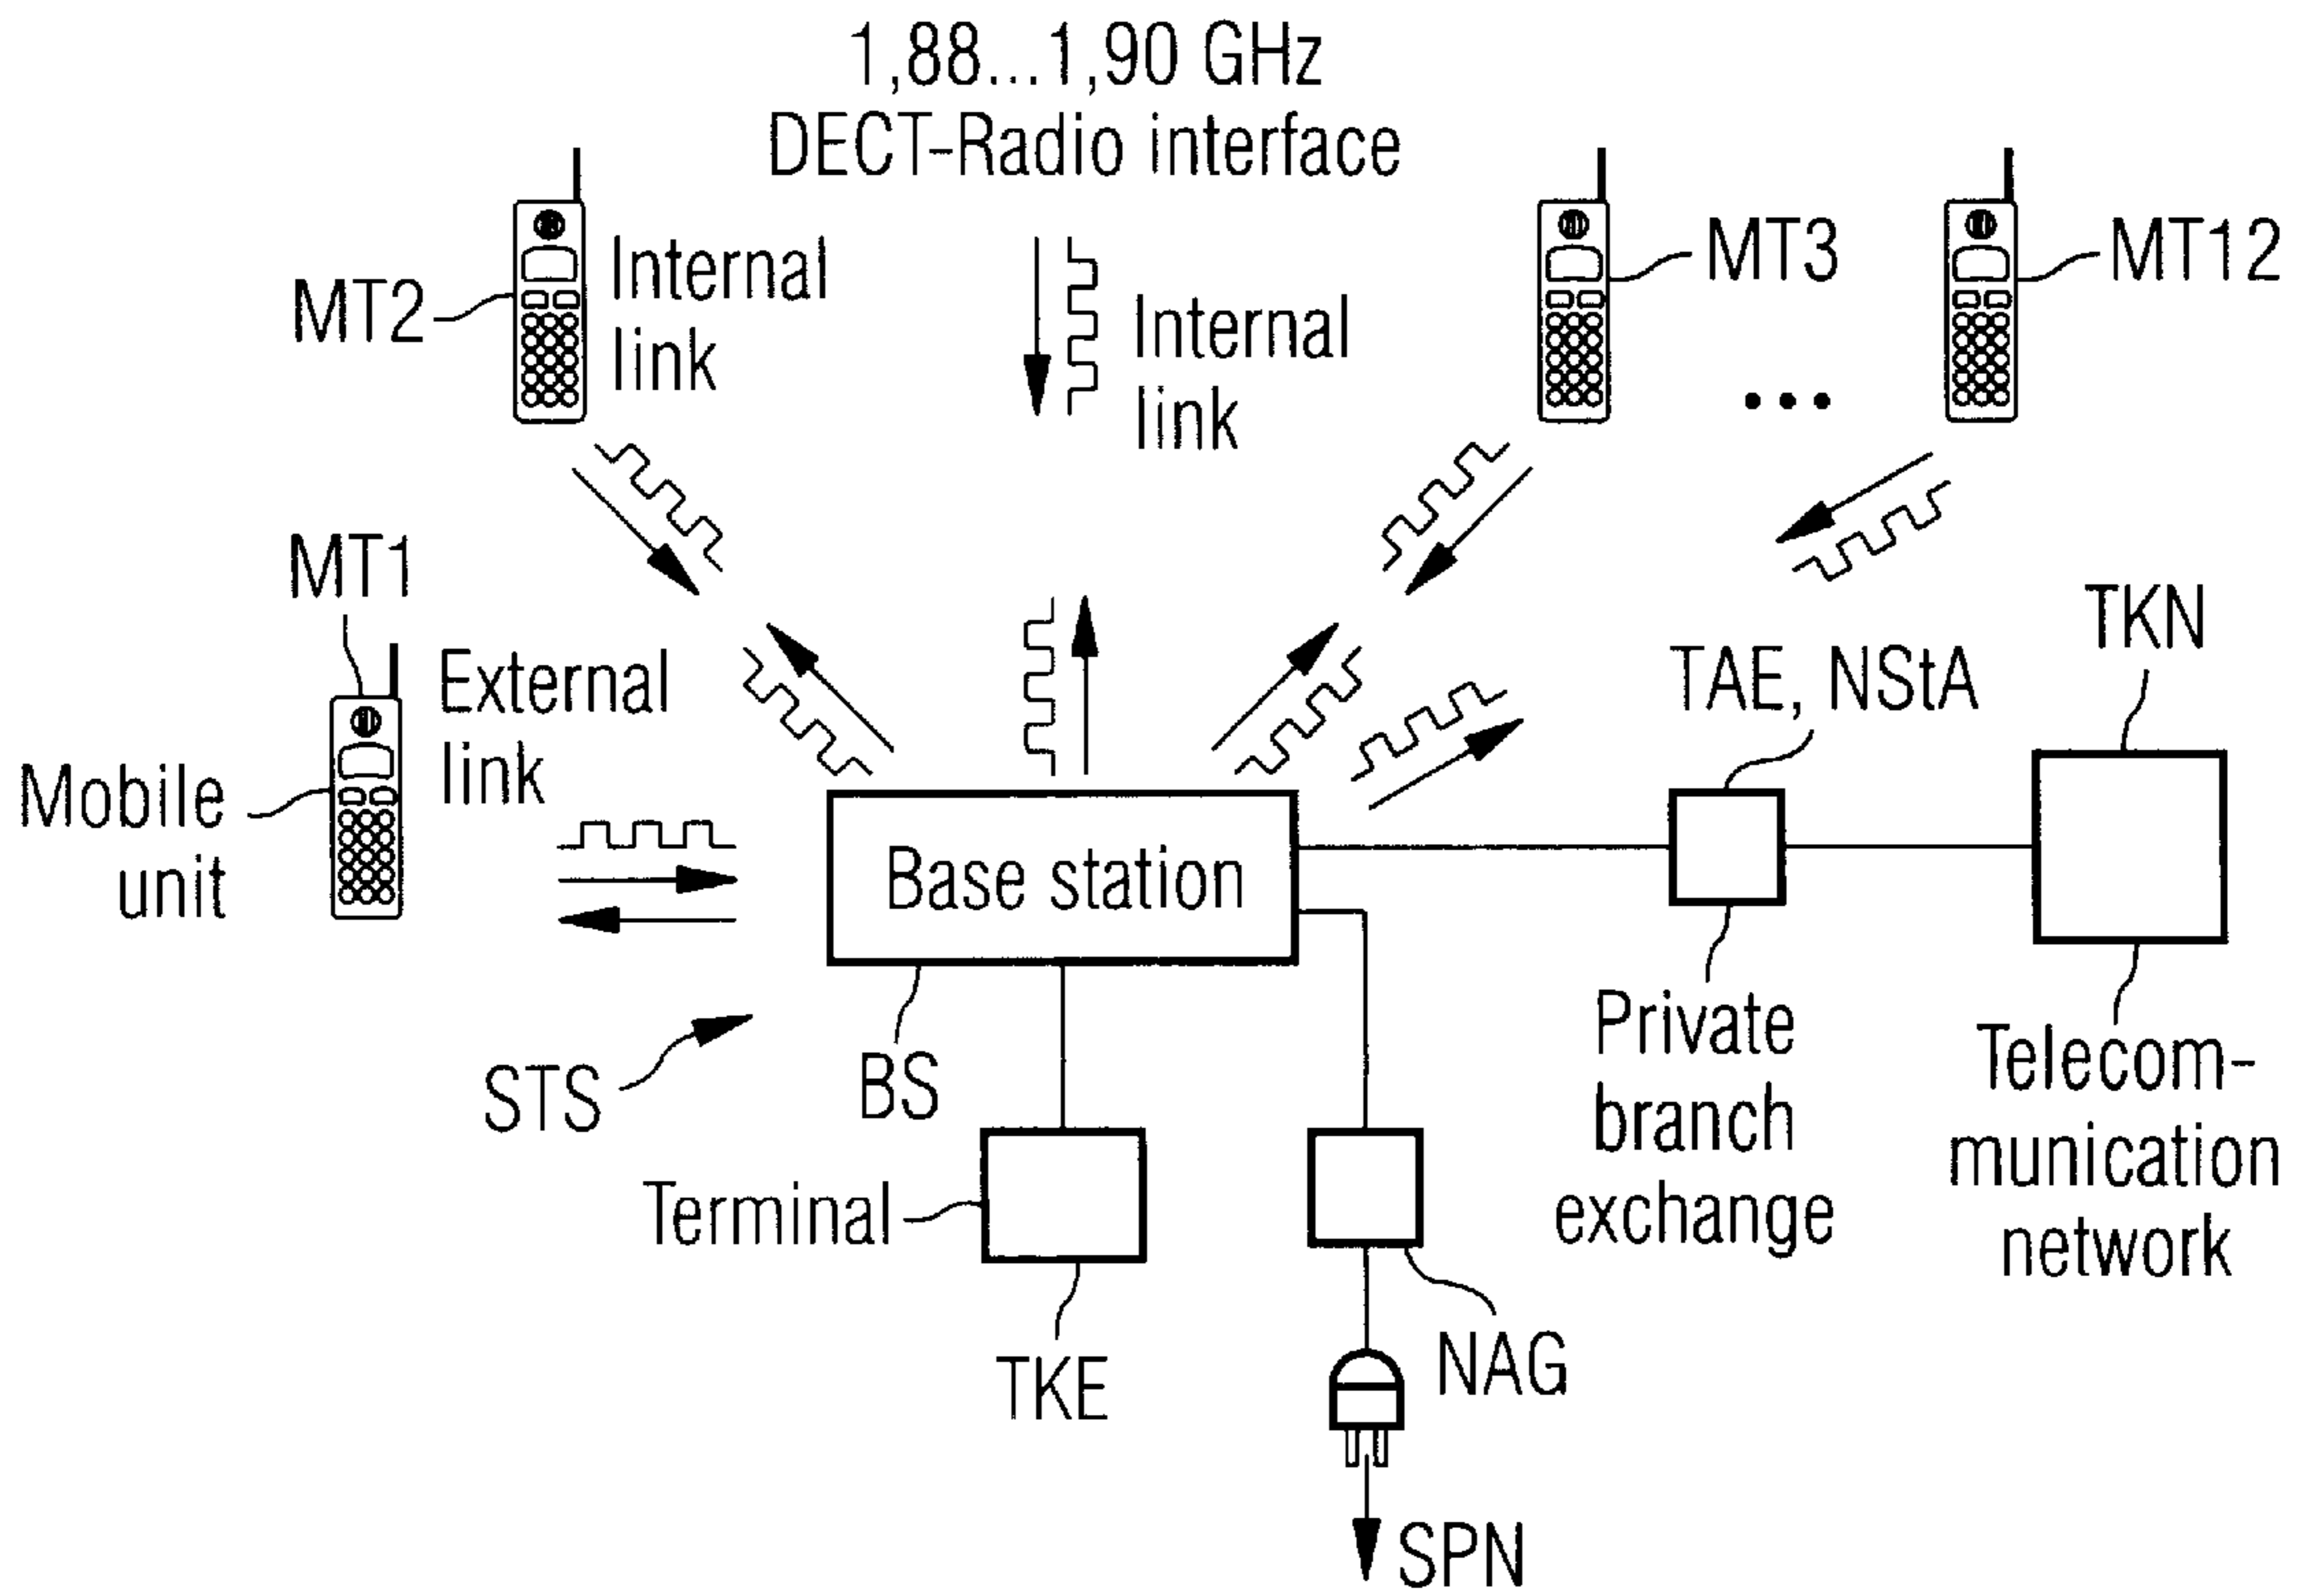 1,88...1,90 GHz
DECT-Radio interface
MT2
Internal
link
Internal
link
MT3
MT12
MT1
External
link
Mobile
unit
TAE, NStA
TKN
Base station
STS
BS
Private
branch
exchange
Telecom-
munication
network
Terminal
TKE
NAG
SPN